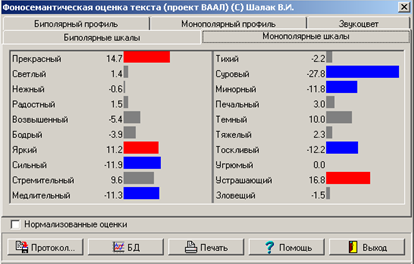 Фоносемантическая оценка текста (проект ВААЛ) (C) Шалак В.И.
Биполярный профиль Монополярный профиль Звукоцвет
Биполярные шкалы Монополярные шкалы
Прекрасный 14.7 Тихий -2.2
Светлый 1.4 Суровый -27.8
Нежный -0.6 Минорный -11.8
Радостный 1.5 Печальный 3.0
Возвышенный -5.4 Темный 10.0
Бодрый -3.9 Тяжелый 2.3
Яркий 11.2 Тоскливый -12.2
Сильный -11.9 Угрюмый 0.0
Стремительный 9.6 Устрашающий 16.8
Медлительный -11.3 Зловещий -1.5
Нормализованные оценки
Протокол... БД Печать Помощь Выход